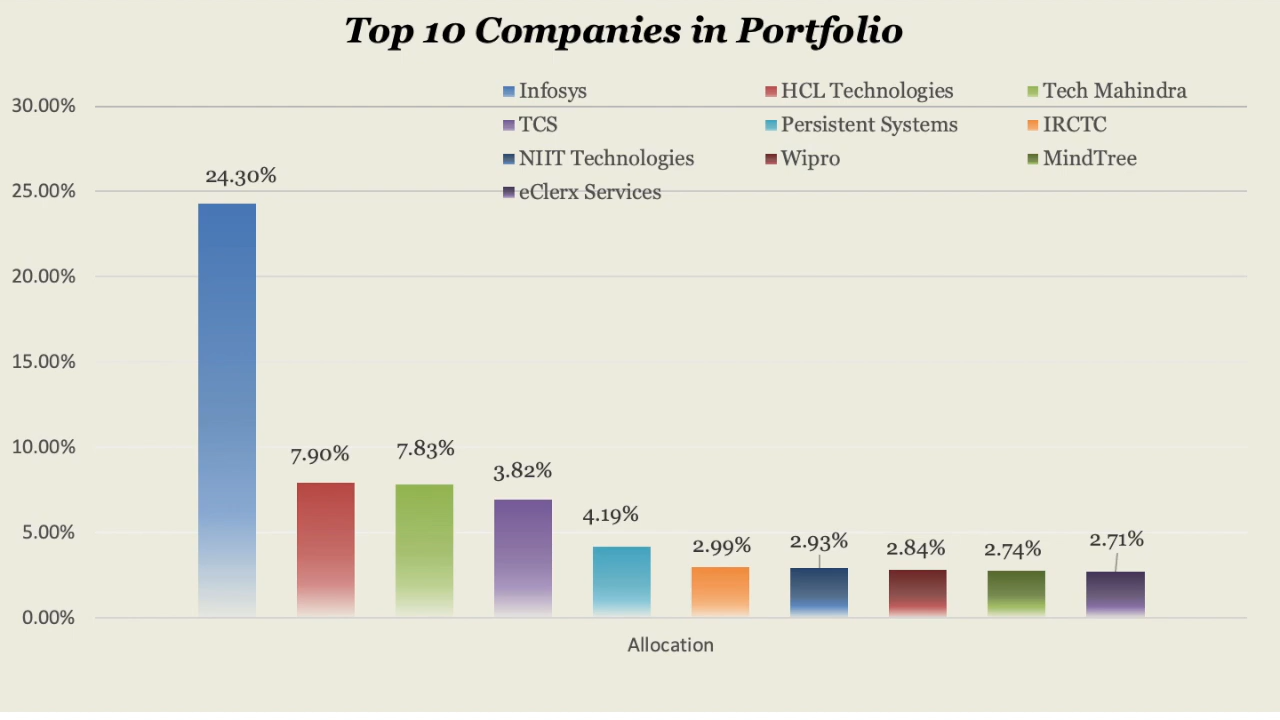 Top 10 Companies in Portfolio
Infosys HCL Technologies Tech Mahindra
30.00%
TCS Persistent Systems IRCTC
NIIT Technologies Wipro MindTree
24.30%
25.00% eClerx Services
20.00%
15.00%
10.00% 7.90% 7.83%
3.82%
5.00% 4.19%
2.99% 2.93% 2.84% 2.74% 2.71%
0.00%
Allocation